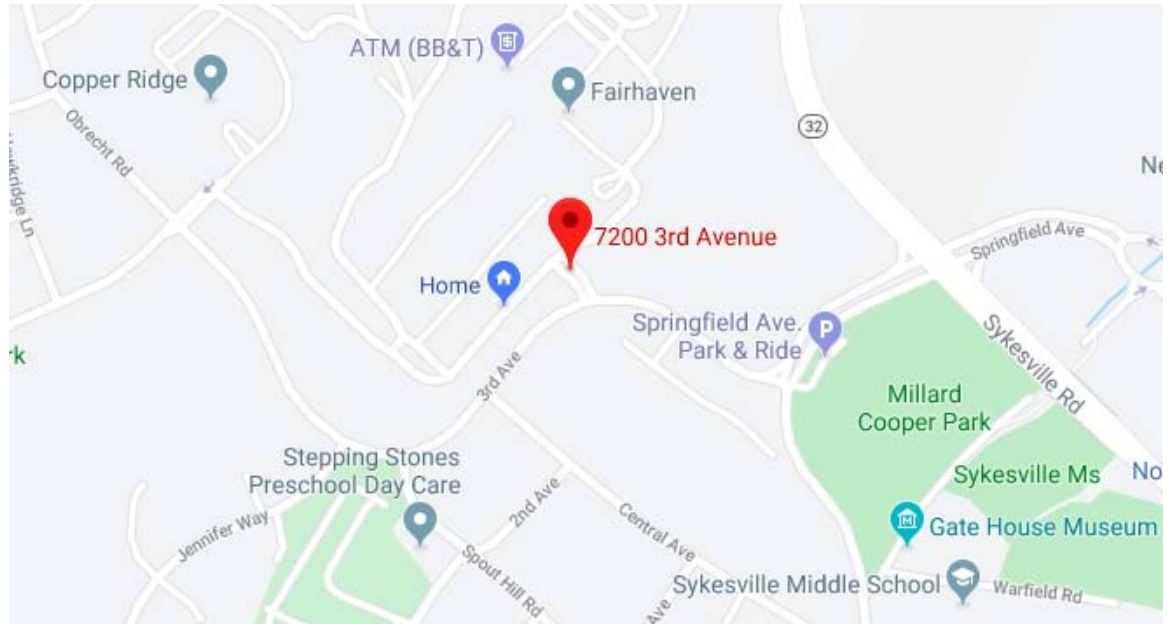 ATM (BB&T)
Copper Ridge
Fairhaven
Obrecht Rd
32
Ne
7200 3rd Avenue
Springfield Ave
Home
Springfield Ave.
Park & Ride
Sykesville Rd
rk
3rd Ave
Millard
Cooper Park
Stepping Stones
Preschool Day Care
Sykesville Ms
No
2nd Ave
Central Ave
Gate House Museum
Jennifer Way
Spout Hill Rd
Sykesville Middle School
Warfield Rd
Ave